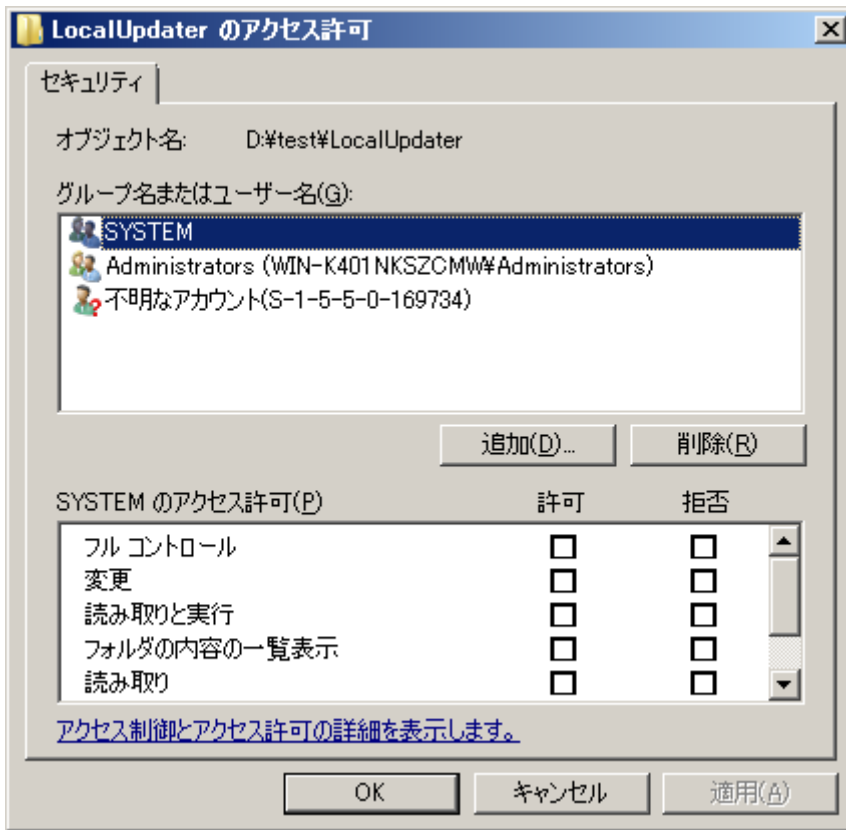 LocalUpdater のアクセス許可
セキュリティ
オブジェクト名: D:¥test¥LocalUpdater
グループ名またはユーザー名(G):
SYSTEM
Administrators (WIN-K401NKSZCMW¥Administrators)
不明なアカウント(S-1-5-5-0-169734)
追加(D)... 削除(R)
SYSTEM のアクセス許可(P) 許可 拒否
フル コントロール
変更
読み取りと実行
フォルダの内容の一覧表示
読み取り
アクセス制御とアクセス許可の詳細を表示します。
OK キャンセル 適用(A)